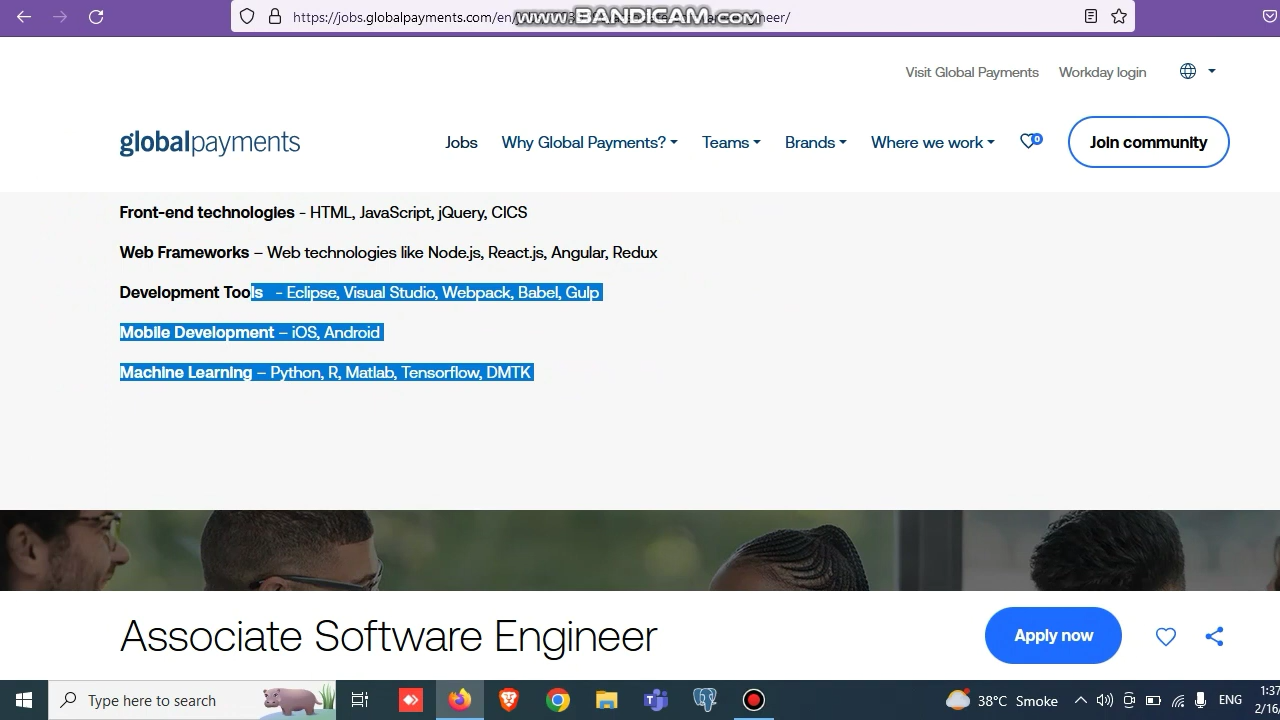 www.BANDICAM.com
https://jobs.globalpayments.com/en/
Visit Global Payments Workday login
globalpayments Jobs Why Global Payments? Teams Brands Where we work 0 Join community
Front-end technologies - HTML, JavaScript, jQuery, CICS
Web Frameworks – Web technologies like Node.js, React.js, Angular, Redux
Development Tools - Eclipse, Visual Studio, Webpack, Babel, Gulp
Mobile Development – iOS, Android
Machine Learning – Python, R, Matlab, Tensorflow, DMTK
Associate Software Engineer Apply now
Type here to search 38°C Smoke ENG 1:37
2/16/